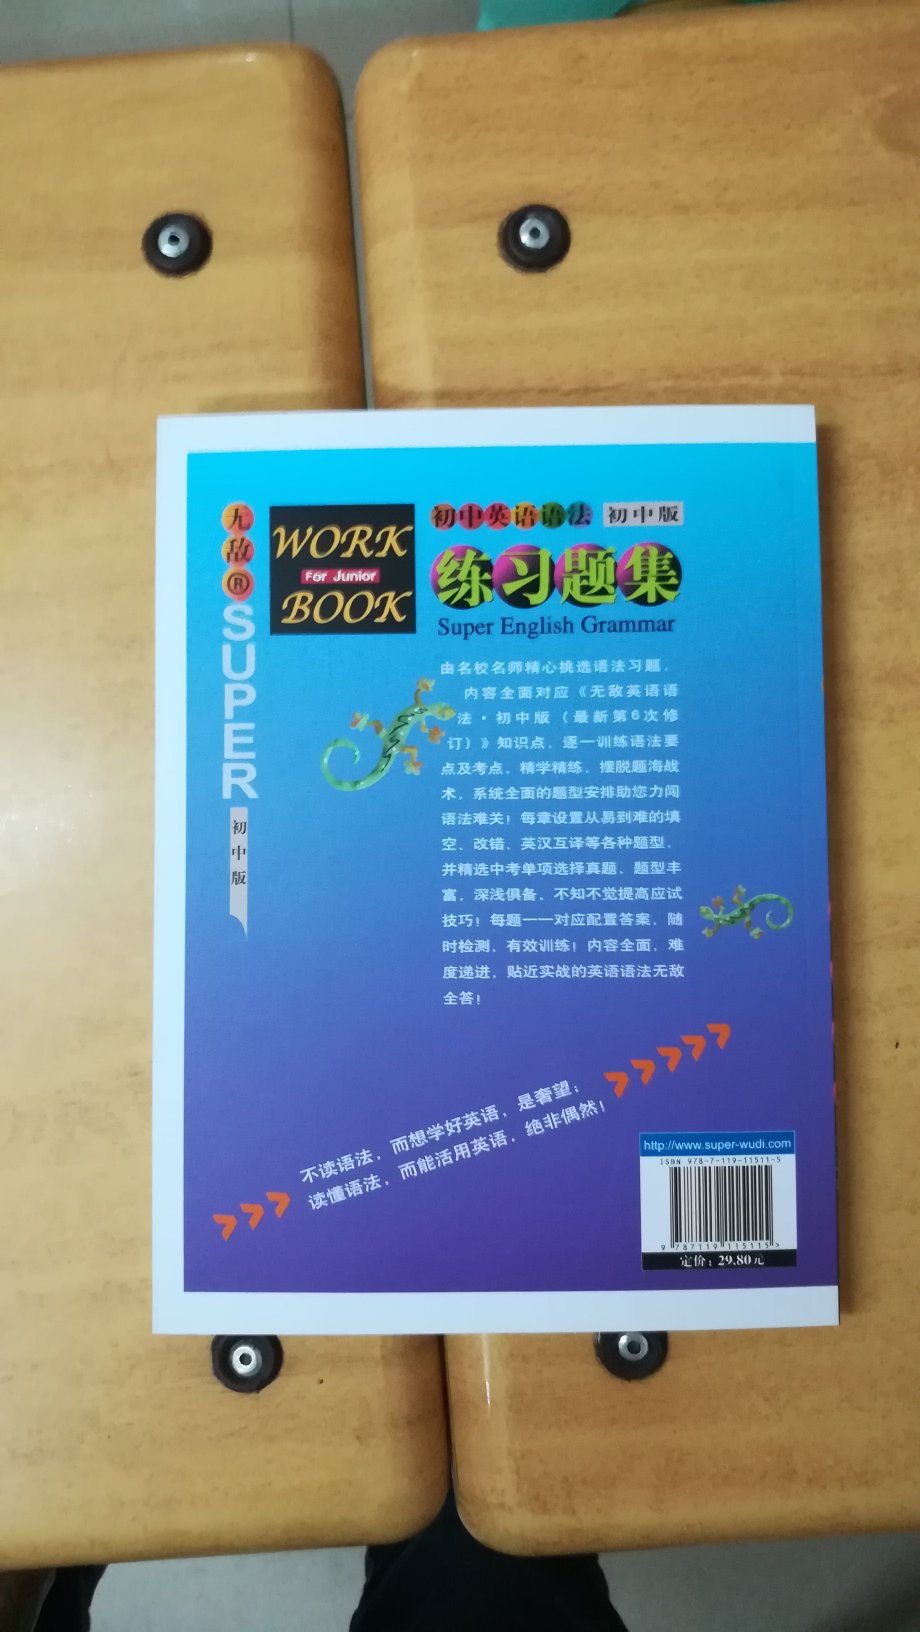 无敌®SUPER
初中版
WORK
For Junior
BOOK
初中英语语法 初中版
练习题集
Super English Grammar
由名校名师精心挑选语法习题，
内容全面对应《无敌英语语
法·初中版（最新第6次修
订）》知识点，逐一训练语法要
点及考点，精学精练，摆脱题海战
术，系统全面的题型安排助您力闯
语法难关！每章设置从易到难的填
空、改错、英汉互译等各种题型，
并精选中考单项选择真题，题型丰
富，深浅俱备，不知不觉提高应试
技巧！每题一一对应配置答案，随
时检测，有效训练！内容全面，难
度递进，贴近实战的英语语法无敌
全答！
不读语法，而想学好英语，是奢望；
读懂语法，而能活用英语，绝非偶然！
http://www.super-wudi.com
ISBN 978-7-119-11511-5
9 787119 115115 >
定价：29.80元